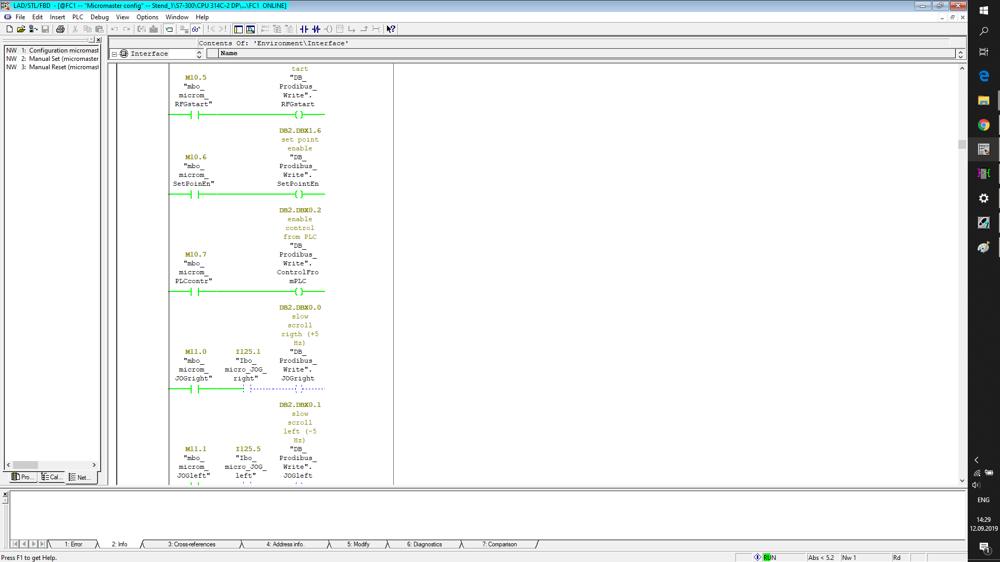 LAD/STL/FBD - [@FC1 -- "Micromaster config" -- Stend_1\S7-300\CPU 314C-2 DP\...\FC1 ONLINE]
File Edit Insert PLC Debug View Options Window Help
NW 1: Configuration micromast
NW 2: Manual Set (micromaster
NW 3: Manual Reset (micromast
Pro... Cal... Net...
Contents Of: 'Environment\Interface'
Interface Name
tart
M10.5 "DB_
"mbo_ Prodibus_
microm_ Write".
RFGstart" RFGstart
DB2.DBX1.6
set point
enable
M10.6 "DB_
"mbo_ Prodibus_
microm_ Write".
SetPoinEn" SetPointEn
DB2.DBX0.2
enable
control
from PLC
"DB_
M10.7 Prodibus_
"mbo_ Write".
microm_ ControlFro
PLCcontr" mPLC
DB2.DBX0.0
slow
scroll
rigth (+5
Hz)
M11.0 I125.1 "DB_
"mbo_ "Ibo_ Prodibus_
microm_ micro_JOG_ Write".
JOGright" right" JOGright
DB2.DBX0.1
slow
scroll
left (-5
Hz)
M11.1 I125.5 "DB_
"mbo_ "Ibo_ Prodibus_
microm_ micro_JOG_ Write".
JOGleft" left" JOGleft
1: Error 2: Info 3: Cross-references 4: Address info. 5: Modify 6: Diagnostics 7: Comparison
Press F1 to get Help.
RUN Abs < 5.2 Nw 1 Rd
ENG
14:29
12.09.2019
1